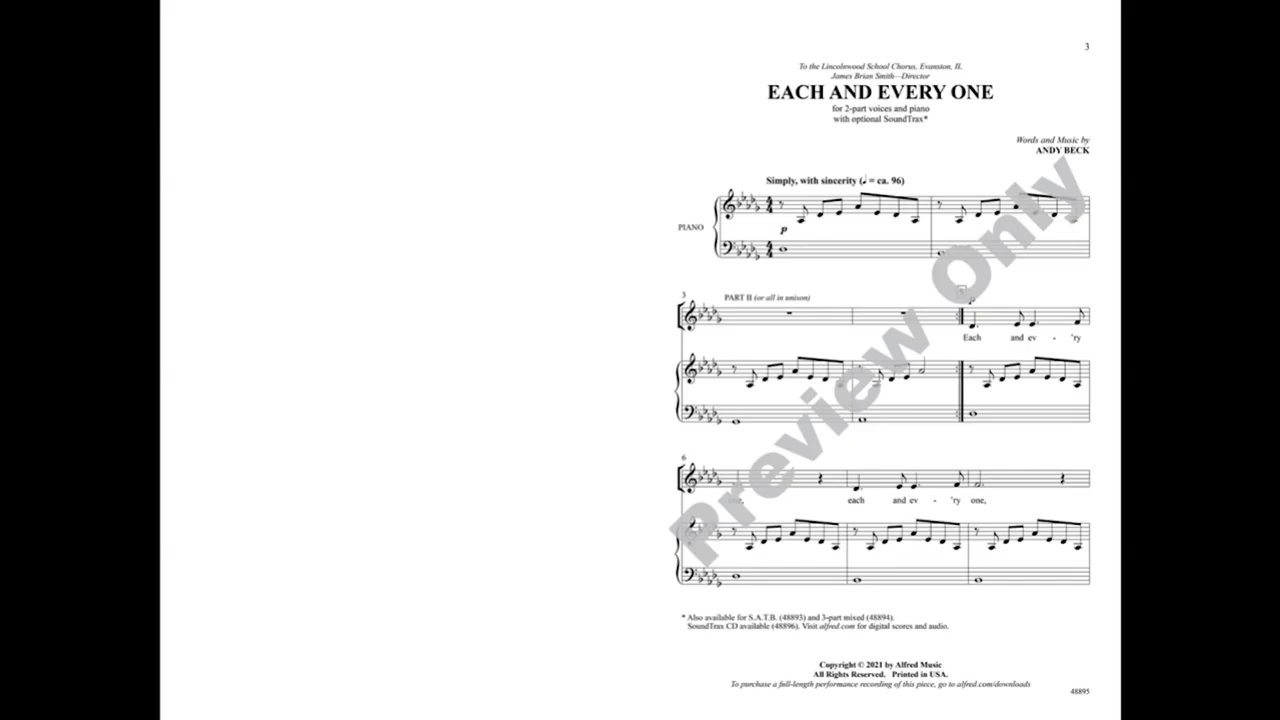 3
To the Lincolnwood School Chorus, Evanston, IL
James Brian Smith—Director
EACH AND EVERY ONE
for 2-part voices and piano
with optional SoundTrax*
Words and Music by
ANDY BECK
Simply, with sincerity (♩ = ca. 96)
PIANO
p
3
PART II (or all in unison)
5
p
Each and ev - 'ry
6
each and ev - 'ry one,
Preview Only
* Also available for S.A.T.B. (48893) and 3-part mixed (48894).
SoundTrax CD available (48896). Visit alfred.com for digital scores and audio.
Copyright © 2021 by Alfred Music
All Rights Reserved. Printed in USA.
To purchase a full-length performance recording of this piece, go to alfred.com/downloads
48895